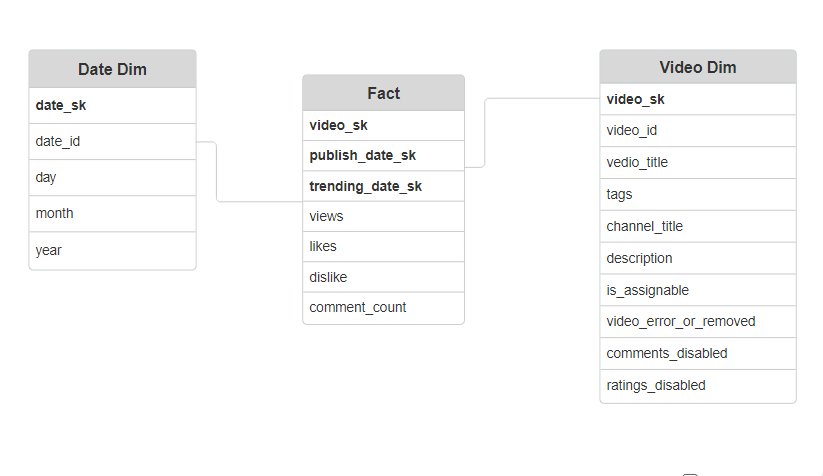 Date Dim
date_sk
date_id
day
month
year
Fact
video_sk
publish_date_sk
trending_date_sk
views
likes
dislike
comment_count
Video Dim
video_sk
video_id
vedio_title
tags
channel_title
description
is_assignable
video_error_or_removed
comments_disabled
ratings_disabled